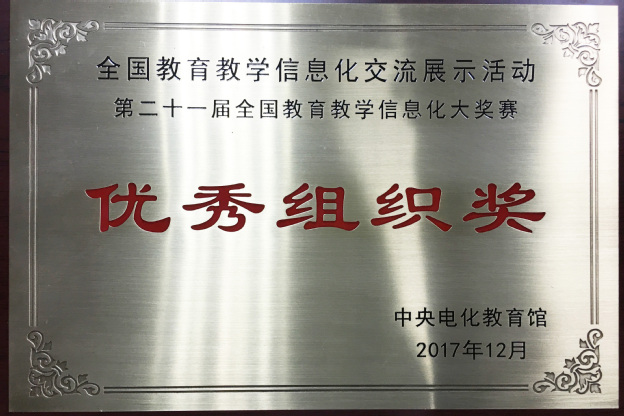 全国教育教学信息化交流展示活动
第二十一届全国教育教学信息化大奖赛
优秀组织奖
中央电化教育馆
2017年12月